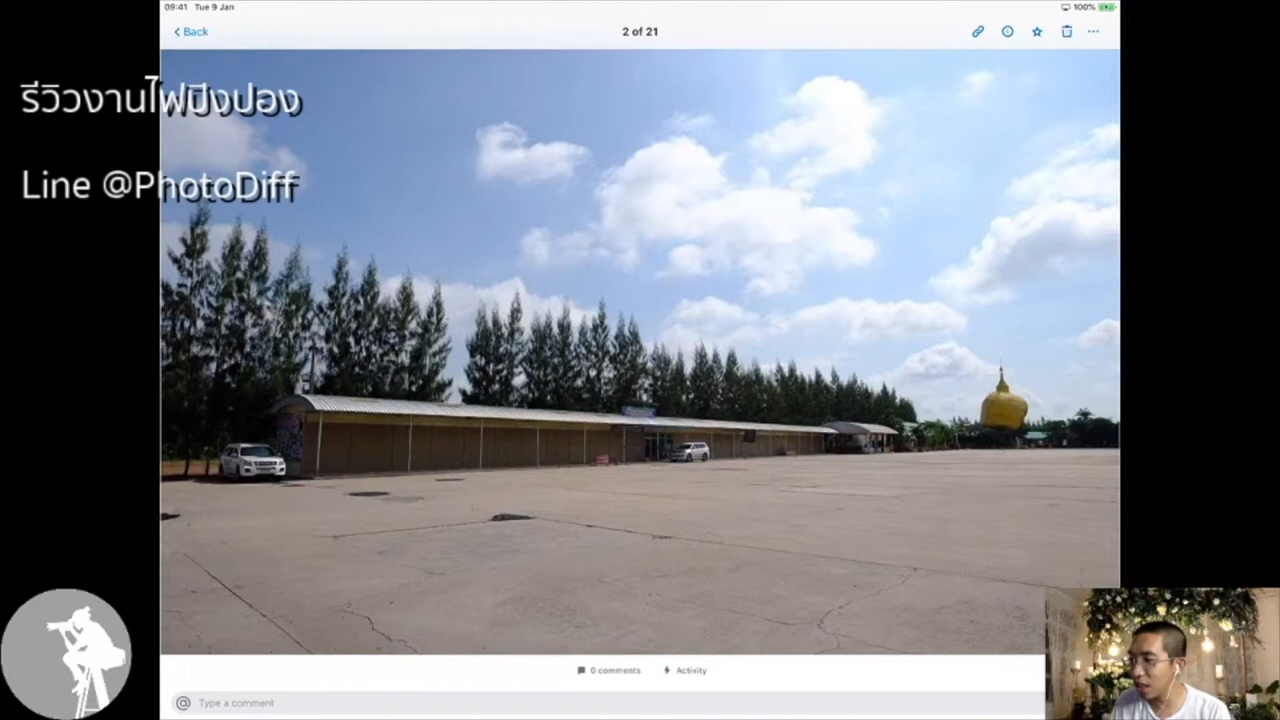 09:41 Tue 9 Jan
100%
Back
2 of 21
รีวิวงานไฟปิงปอง
Line @PhotoDiff
0 comments
Activity
@ Type a comment